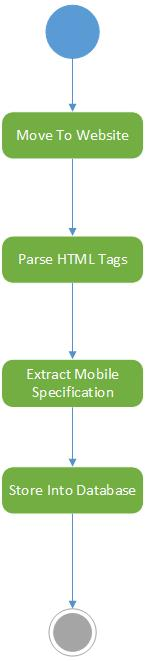 Move To Website
Parse HTML Tags
Extract Mobile
Specification
Store Into Database